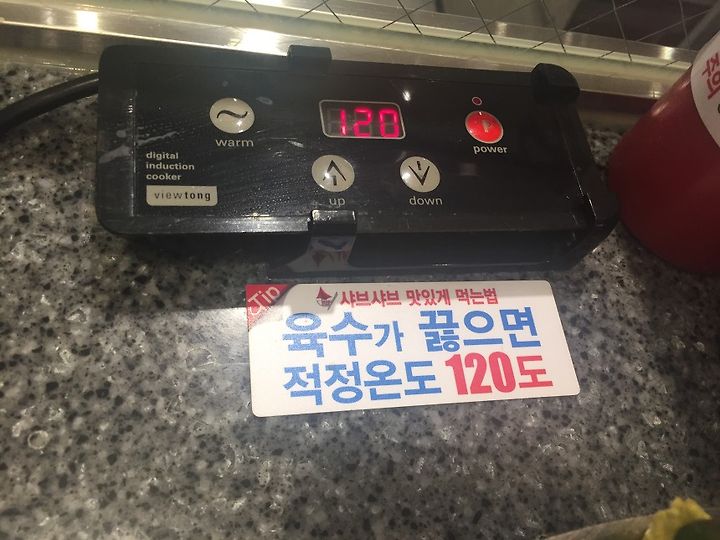 warm
120
power
digital
induction
cooker
viewtong
up
down
Tip
샤브샤브 맛있게 먹는법
육수가 끓으면
적정온도 120도